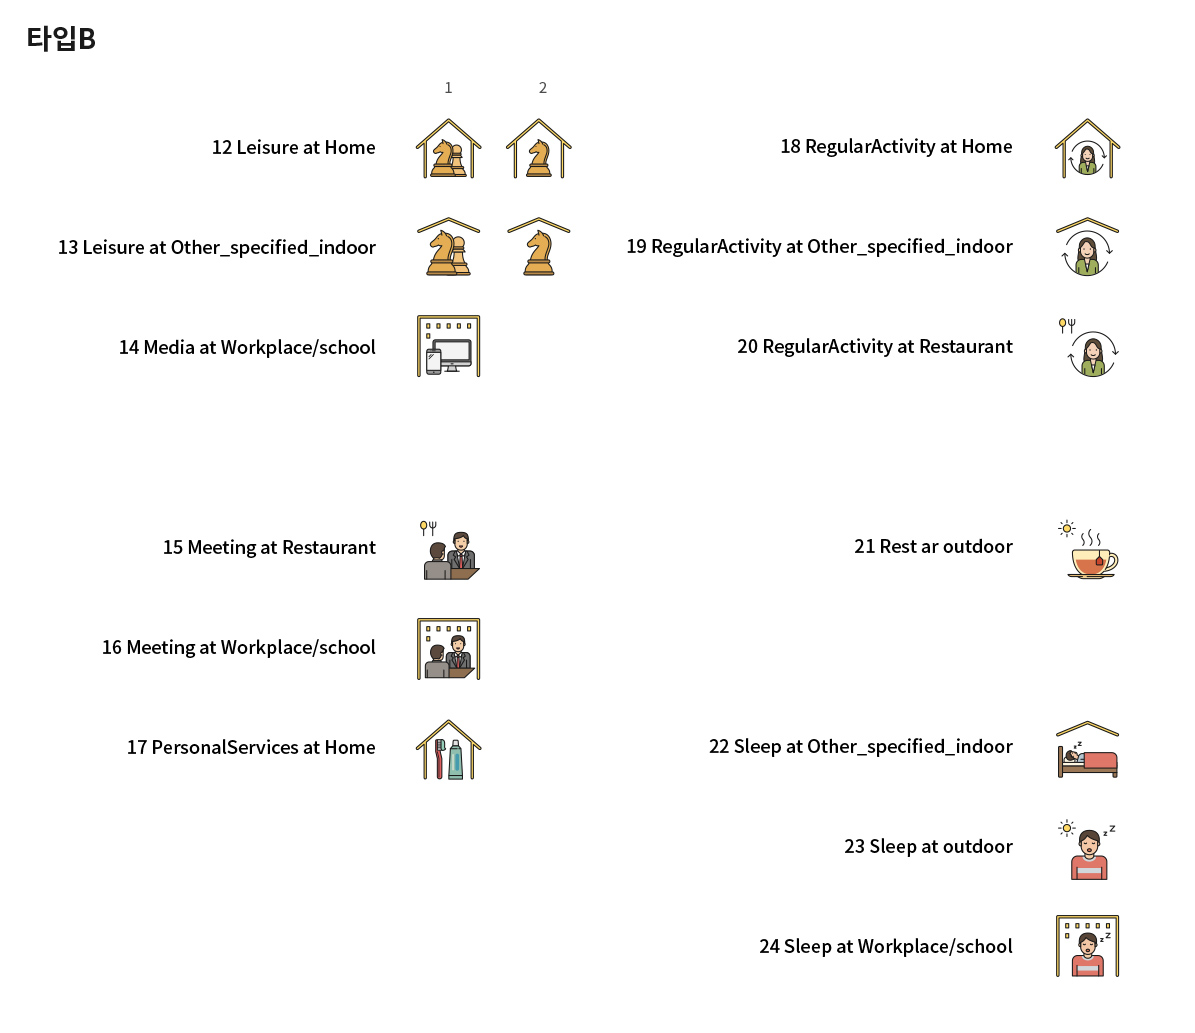 타입B
1 2
12 Leisure at Home
13 Leisure at Other_specified_indoor
14 Media at Workplace/school
15 Meeting at Restaurant
16 Meeting at Workplace/school
17 PersonalServices at Home
18 RegularActivity at Home
19 RegularActivity at Other_specified_indoor
20 RegularActivity at Restaurant
21 Rest ar outdoor
22 Sleep at Other_specified_indoor
z z
23 Sleep at outdoor
z Z
24 Sleep at Workplace/school
z Z